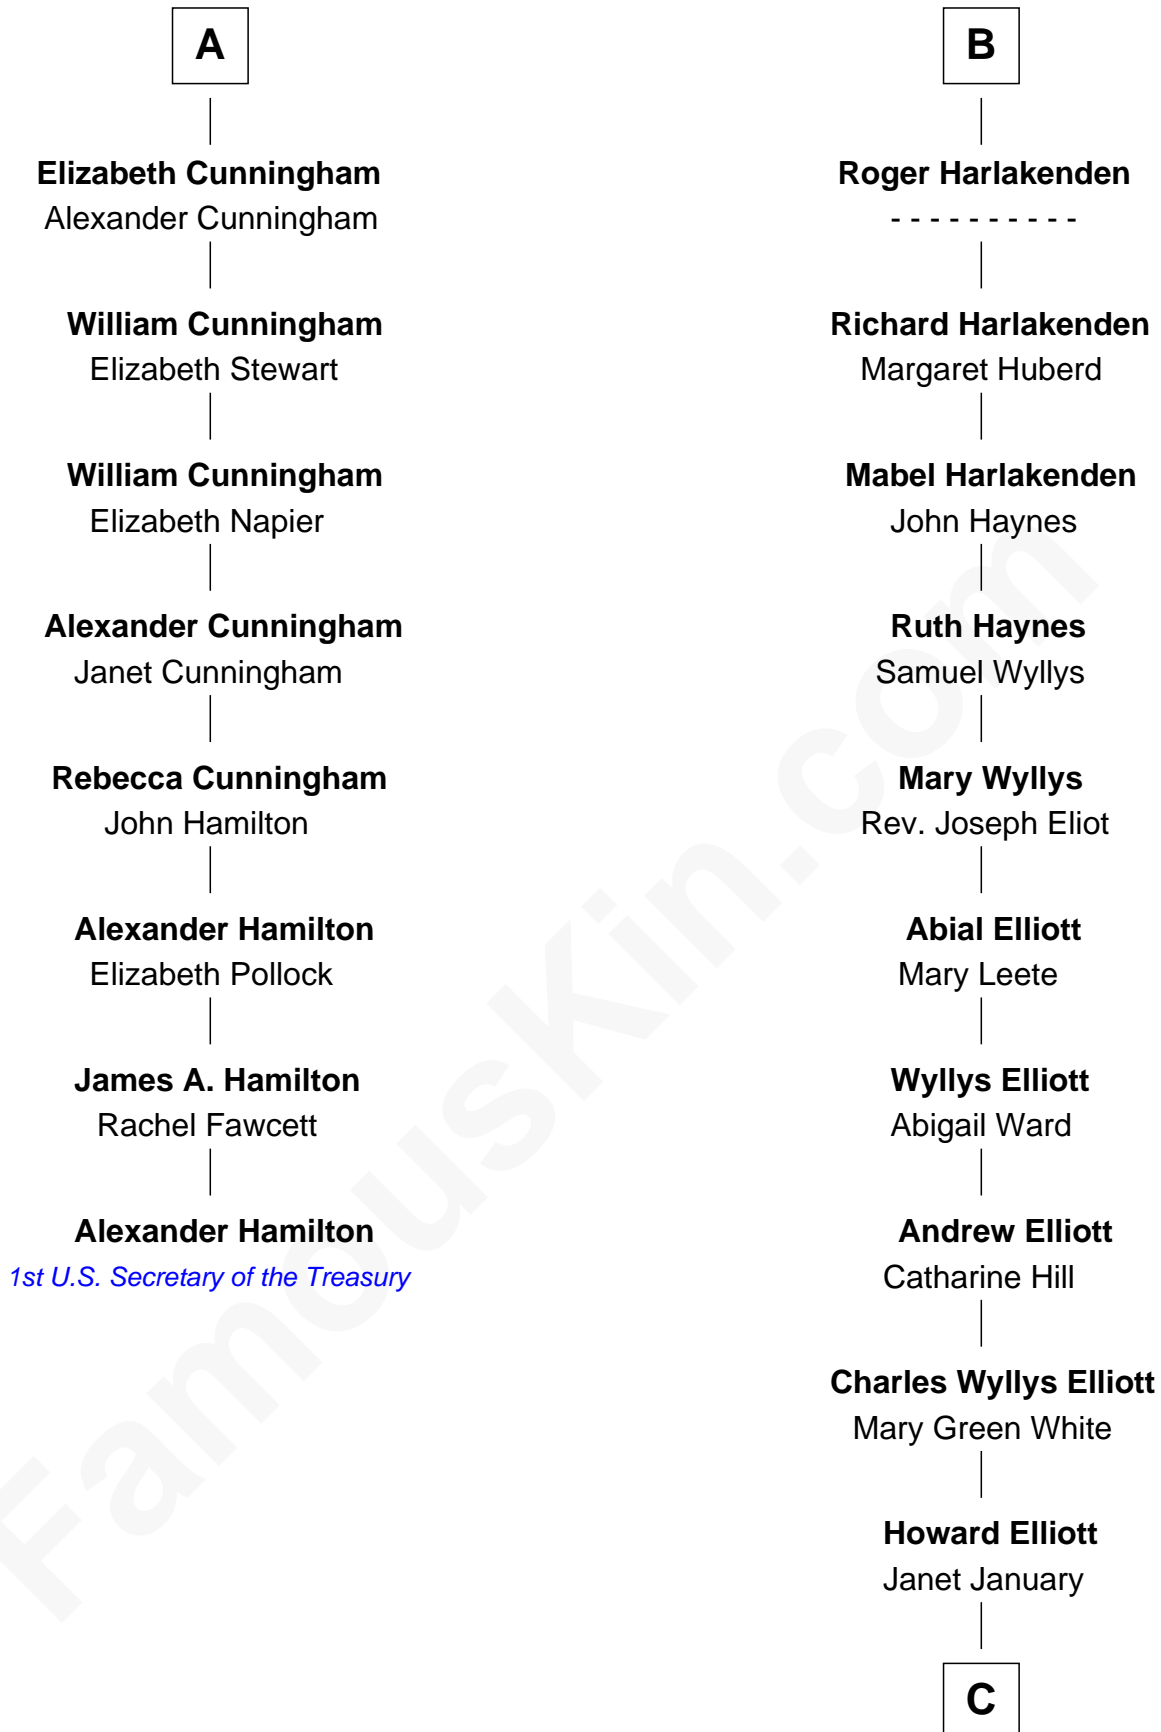 A
Elizabeth Cunningham
Alexander Cunningham
William Cunningham
Elizabeth Stewart
William Cunningham
Elizabeth Napier
Alexander Cunningham
Janet Cunningham
Rebecca Cunningham
John Hamilton
Alexander Hamilton
Elizabeth Pollock
James A. Hamilton
Rachel Fawcett
Alexander Hamilton
1st U.S. Secretary of the Treasury
B
Roger Harlakenden
- - - - - - - - - -
Richard Harlakenden
Margaret Huberd
Mabel Harlakenden
John Haynes
Ruth Haynes
Samuel Wyllys
Mary Wyllys
Rev. Joseph Eliot
Abial Elliott
Mary Leete
Wyllys Elliott
Abigail Ward
Andrew Elliott
Catharine Hill
Charles Wyllys Elliott
Mary Green White
Howard Elliott
Janet January
C
FamousKin.com